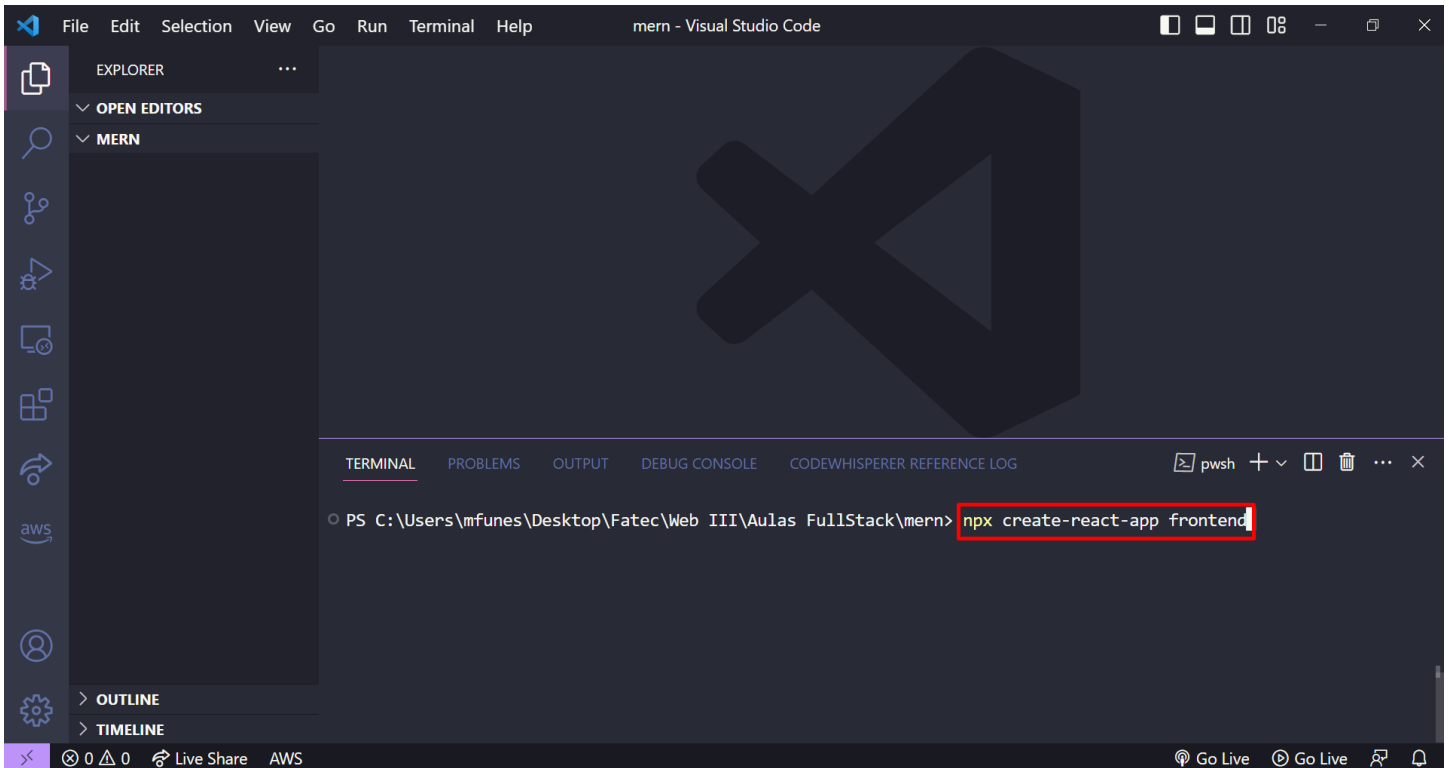 File Edit Selection View Go Run Terminal Help mern - Visual Studio Code
EXPLORER
OPEN EDITORS
MERN
TERMINAL PROBLEMS OUTPUT DEBUG CONSOLE CODEWHISPERER REFERENCE LOG pwsh
PS C:\Users\mfunes\Desktop\Fatec\Web III\Aulas FullStack\mern> npx create-react-app frontend
aws
OUTLINE
TIMELINE
0 0 Live Share AWS Go Live Go Live